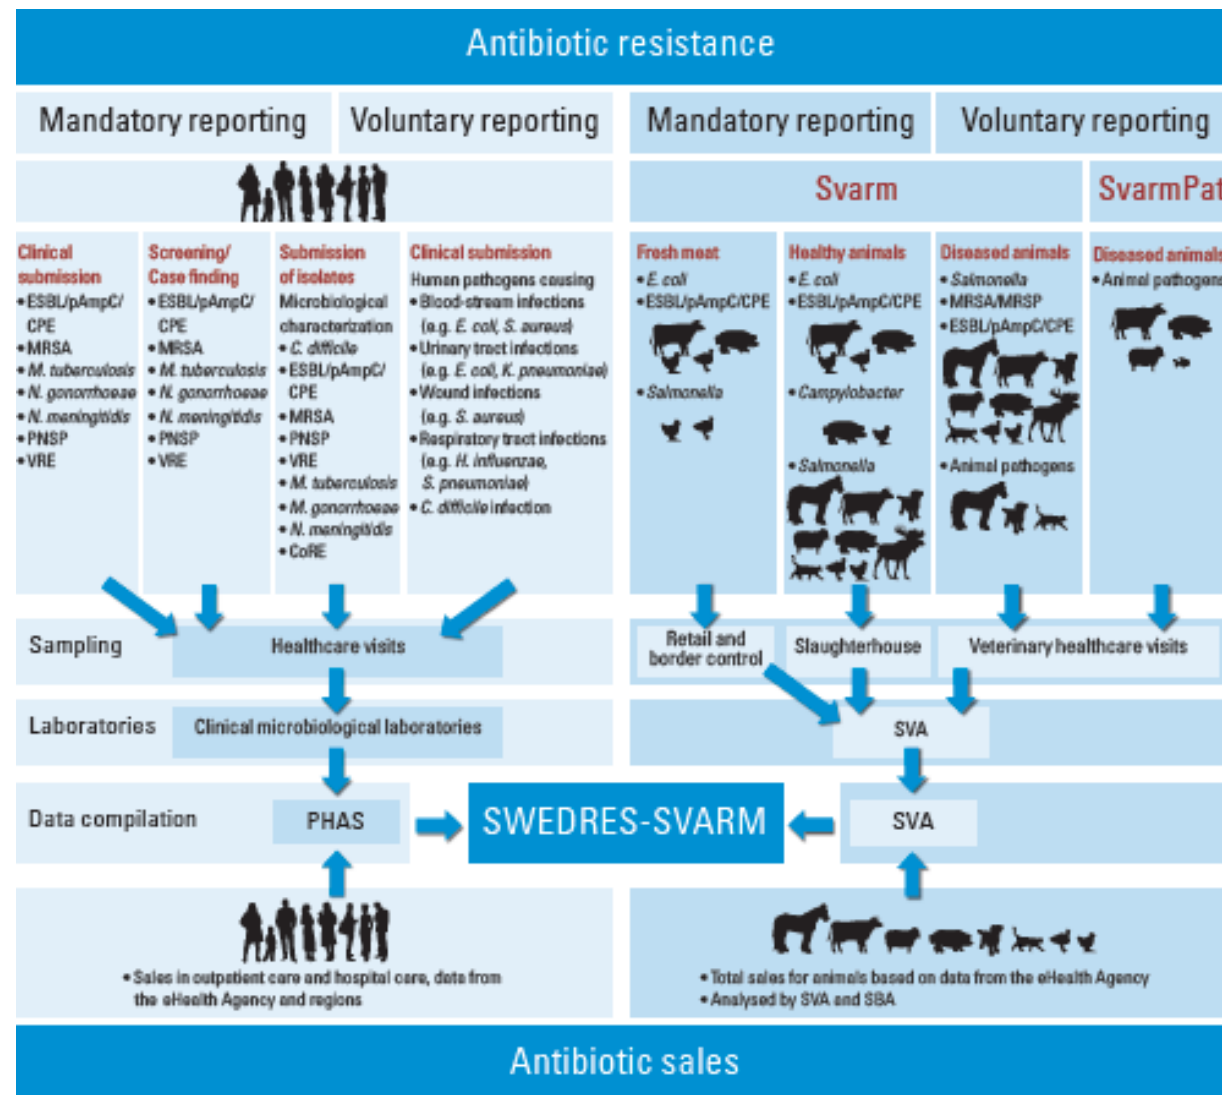 Antibiotic resistance
Mandatory reporting
Voluntary reporting
Mandatory reporting
Voluntary reporting
Svarm
SvarmPat
Clinical
submission
• ESBL/pAmpC/
CPE
• MRSA
• M. tuberculosis
• N. gonorrhoeae
• N. meningitidis
• PNSP
• VRE
Screening/
Case finding
• ESBL/pAmpC/
CPE
• MRSA
• M. tuberculosis
• N. gonorrhoeae
• N. meningitidis
• PNSP
• VRE
Submission
of isolates
Microbiological
characterization
• C. difficile
• ESBL/pAmpC/
CPE
• MRSA
• PNSP
• VRE
• M. tuberculosis
• M. gonorrhoeae
• N. meningitidis
• CoRE
Clinical submission
Human pathogens causing
• Blood-stream infections
(e.g. E. coli, S. aureus)
• Urinary tract infections
(e.g. E. coli, K. pneumoniae)
• Wound infections
(e.g. S. aureus)
• Respiratory tract infections
(e.g. H. influenzae,
S. pneumoniae)
• C. difficile infection
Fresh meat
• E. coli
• ESBL/pAmpC/CPE
• Salmonella
Healthy animals
• E. coli
• ESBL/pAmpC/CPE
• Campylobacter
• Salmonella
Diseased animals
• Salmonella
• MRSA/MRSP
• ESBL/pAmpC/CPE
• Animal pathogens
Diseased animals
• Animal pathogens
Sampling
Healthcare visits
Retail and
border control
Slaughterhouse
Veterinary healthcare visits
Laboratories
Clinical microbiological laboratories
SVA
Data compilation
PHAS
SWEDRES-SVARM
SVA
• Sales in outpatient care and hospital care, data from
the eHealth Agency and regions
• Total sales for animals based on data from the eHealth Agency
• Analysed by SVA and SBA
Antibiotic sales